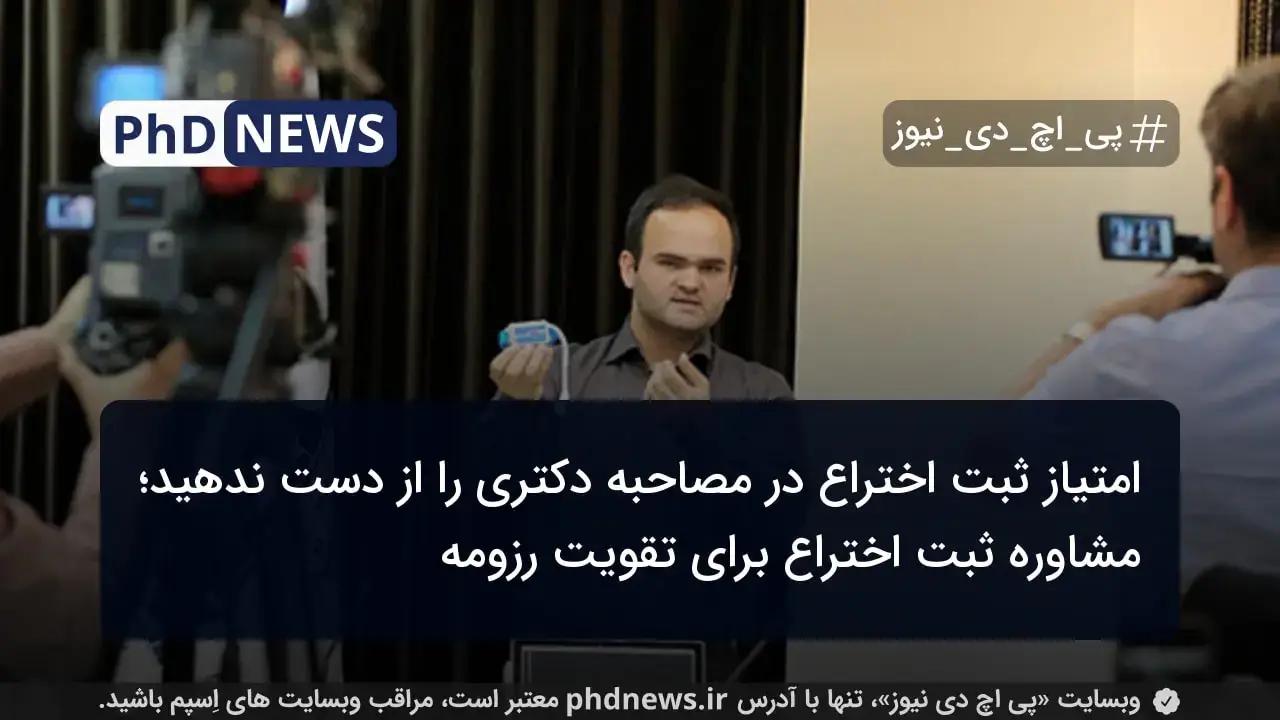 PhD NEWS
#پی_اچ_دی_نیوز
امتیاز ثبت اختراع در مصاحبه دکتری را از دست ندهید؛
مشاوره ثبت اختراع برای تقویت رزومه
وبسایت «پی اچ دی نیوز»، تنها با آدرس phdnews.ir معتبر است، مراقب وبسایت های اِسپم باشید.